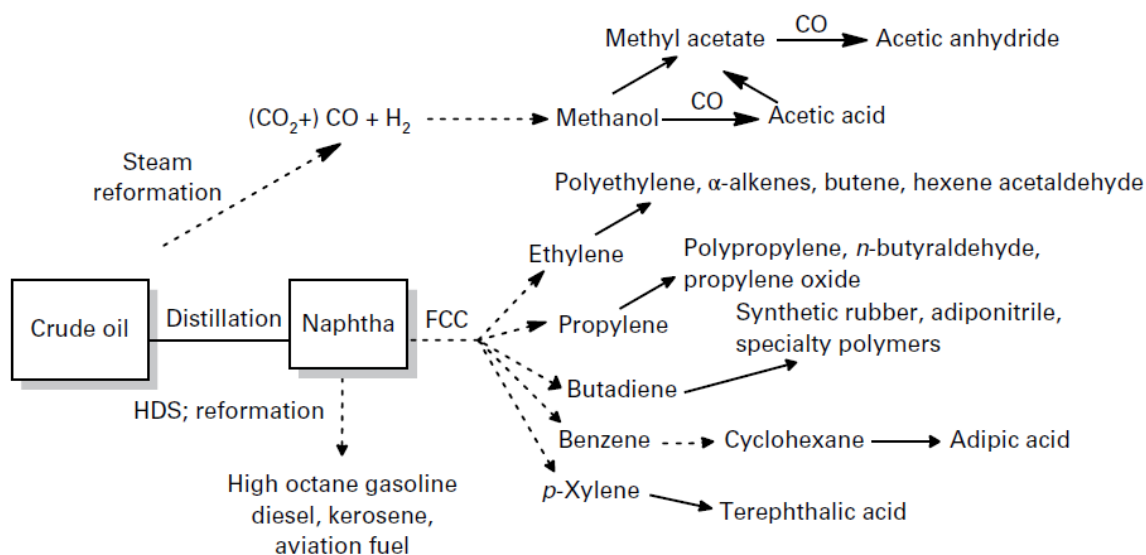 CO
Methyl acetate
Acetic anhydride
(CO₂+) CO + H₂
CO
Methanol
Acetic acid
Steam
reformation
Polyethylene, α-alkenes, butene, hexene acetaldehyde
Ethylene
Polypropylene, n-butyraldehyde,
propylene oxide
Crude oil
Distillation
Naphtha
FCC
Propylene
Synthetic rubber, adiponitrile,
specialty polymers
Butadiene
HDS; reformation
Benzene
Cyclohexane
Adipic acid
High octane gasoline
diesel, kerosene,
aviation fuel
p-Xylene
Terephthalic acid